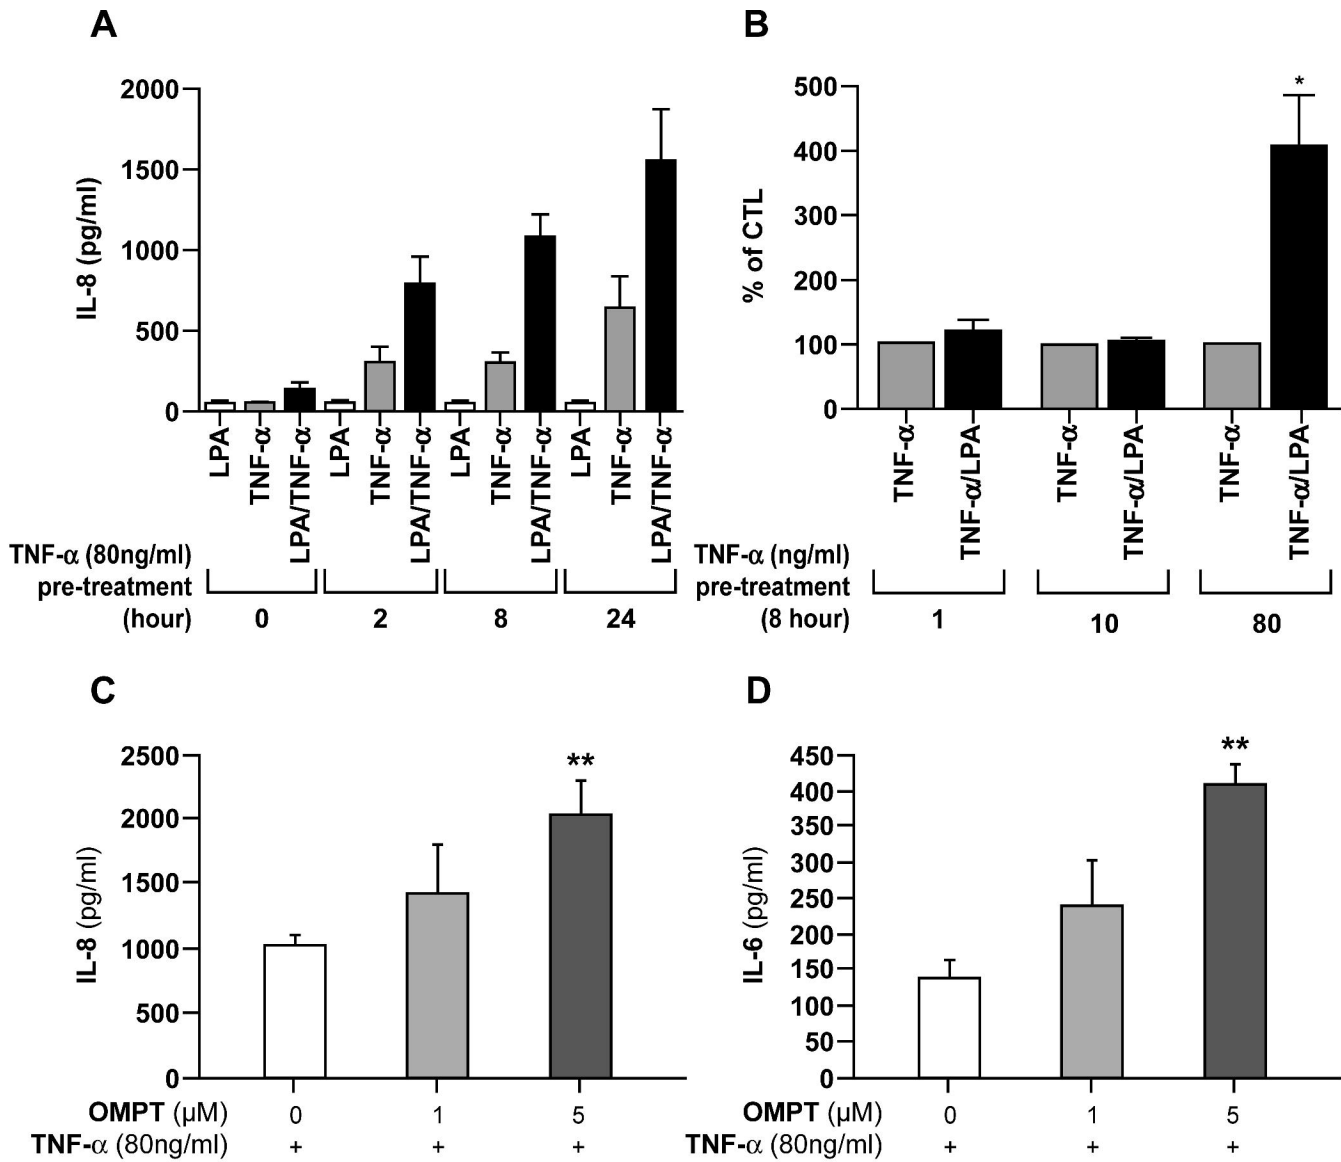 A
2000
1500
1000
500
0
IL-8 (pg/ml)
LPA
TNF-α
LPA/TNF-α
LPA
TNF-α
LPA/TNF-α
LPA
TNF-α
LPA/TNF-α
LPA
TNF-α
LPA/TNF-α
TNF-α (80ng/ml)
pre-treatment
(hour)
0
2
8
24
B
500
400
300
200
100
0
% of CTL
*
TNF-α
TNF-α/LPA
TNF-α
TNF-α/LPA
TNF-α
TNF-α/LPA
TNF-α (ng/ml)
pre-treatment
(8 hour)
1
10
80
C
2500
2000
1500
1000
500
0
IL-8 (pg/ml)
**
OMPT (μM) 0 1 5
TNF-α (80ng/ml) + + +
D
450
400
350
300
250
200
150
100
50
0
IL-6 (pg/ml)
**
OMPT (μM) 0 1 5
TNF-α (80ng/ml) + + +